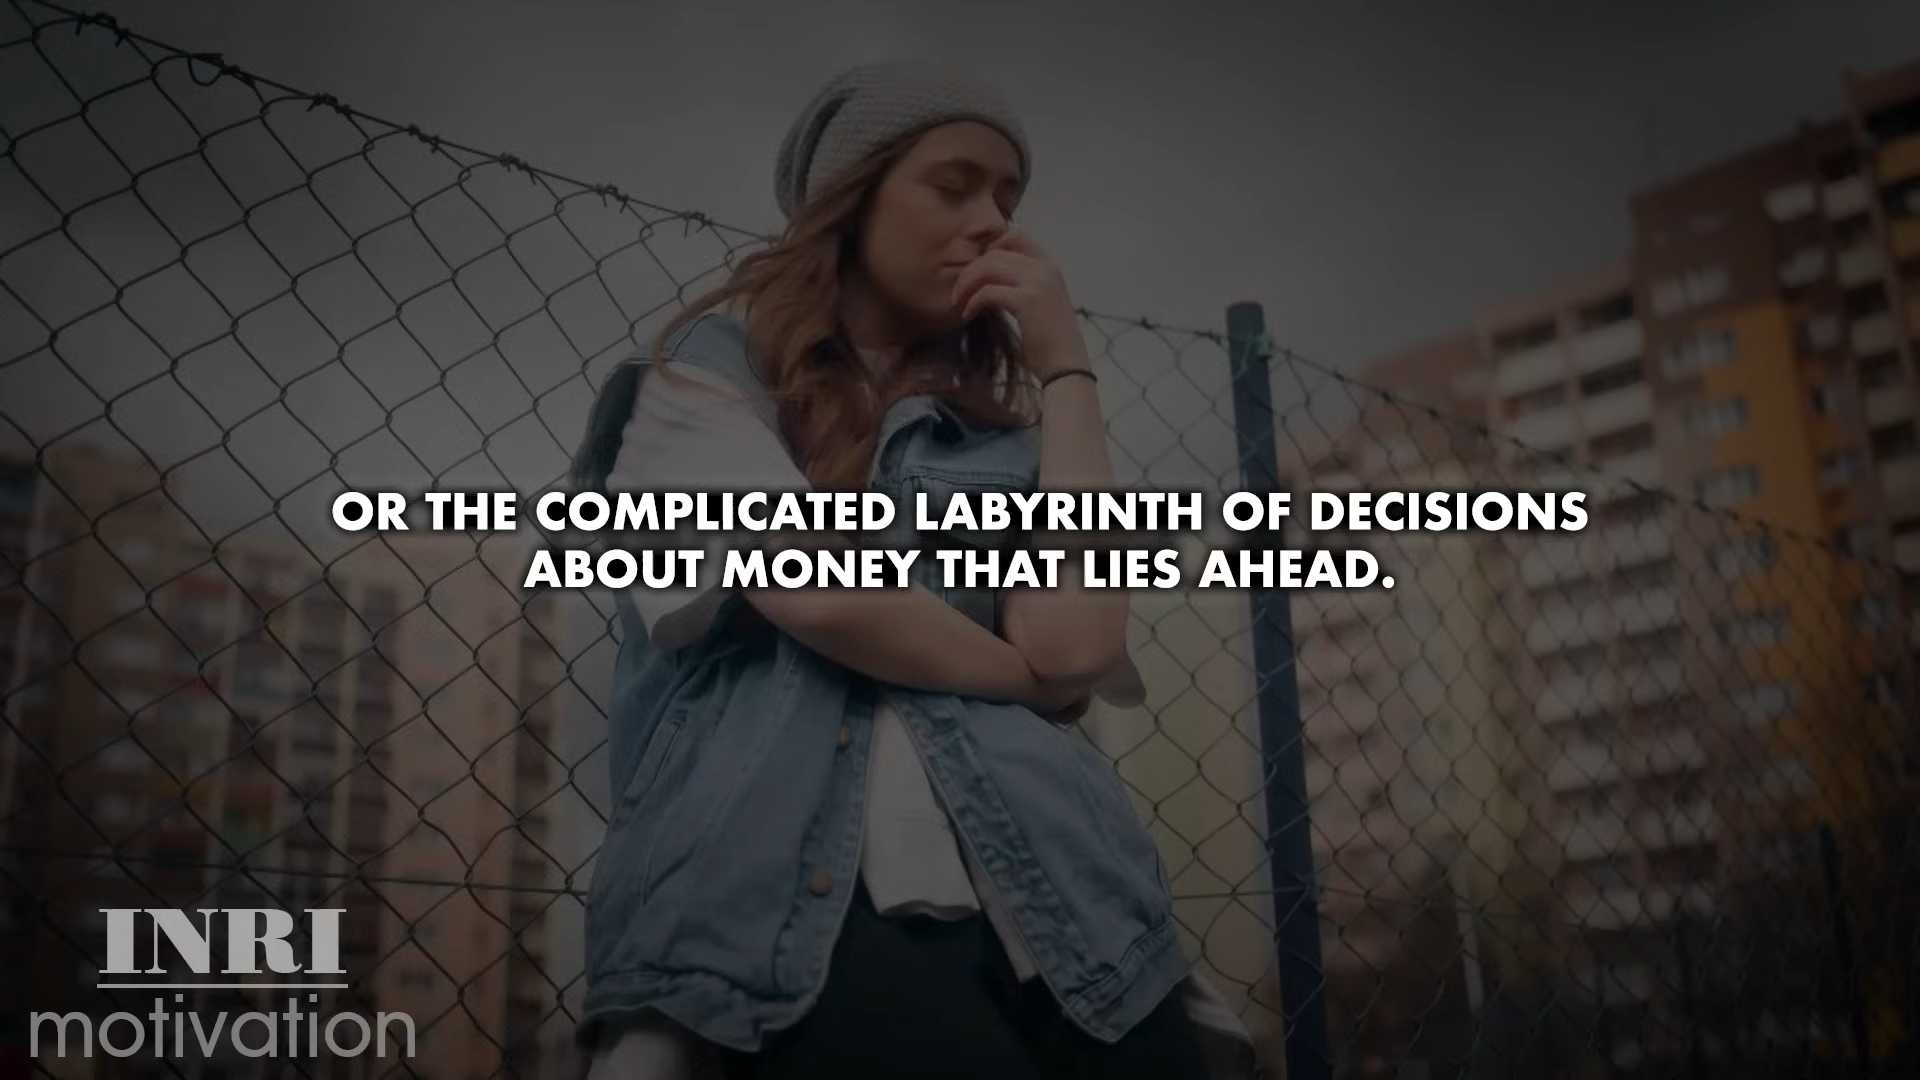 OR THE COMPLICATED LABYRINTH OF DECISIONS
ABOUT MONEY THAT LIES AHEAD.
INRI
motivation